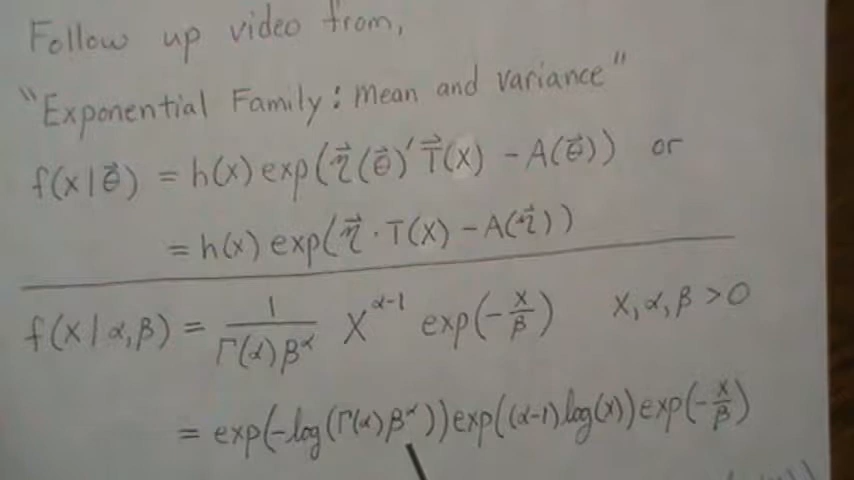 Follow up video from,
"Exponential Family: mean and variance"
f(x|θ⃗) = h(x) exp(η⃗(θ⃗)′T⃗(x) − A(θ⃗)) or
= h(x) exp(η⃗ · T(x) − A(η⃗))
f(x|α,β) = 1/(Γ(α)β^α) x^(α−1) exp(−x/β) x,α,β > 0
= exp(−log(Γ(α)β^α))exp((α−1)log(x))exp(−x/β)